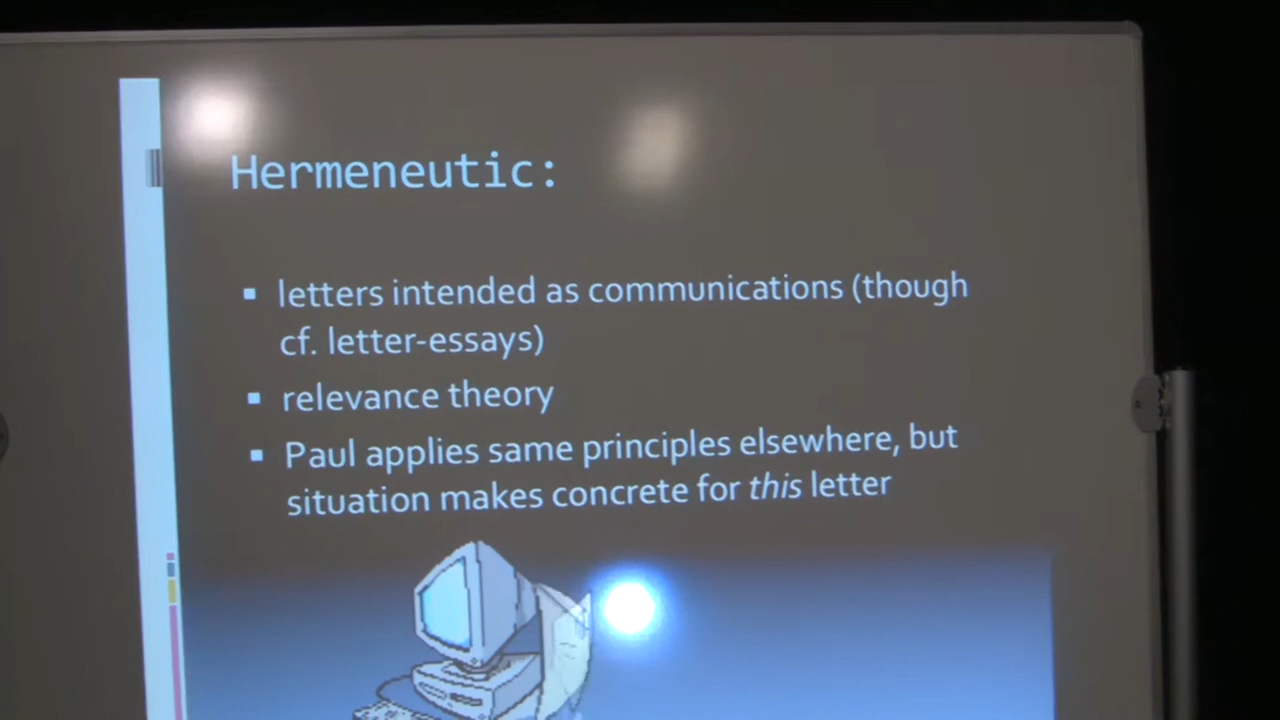 Hermeneutic:
letters intended as communications (though
cf. letter-essays)
relevance theory
Paul applies same principles elsewhere, but
situation makes concrete for this letter